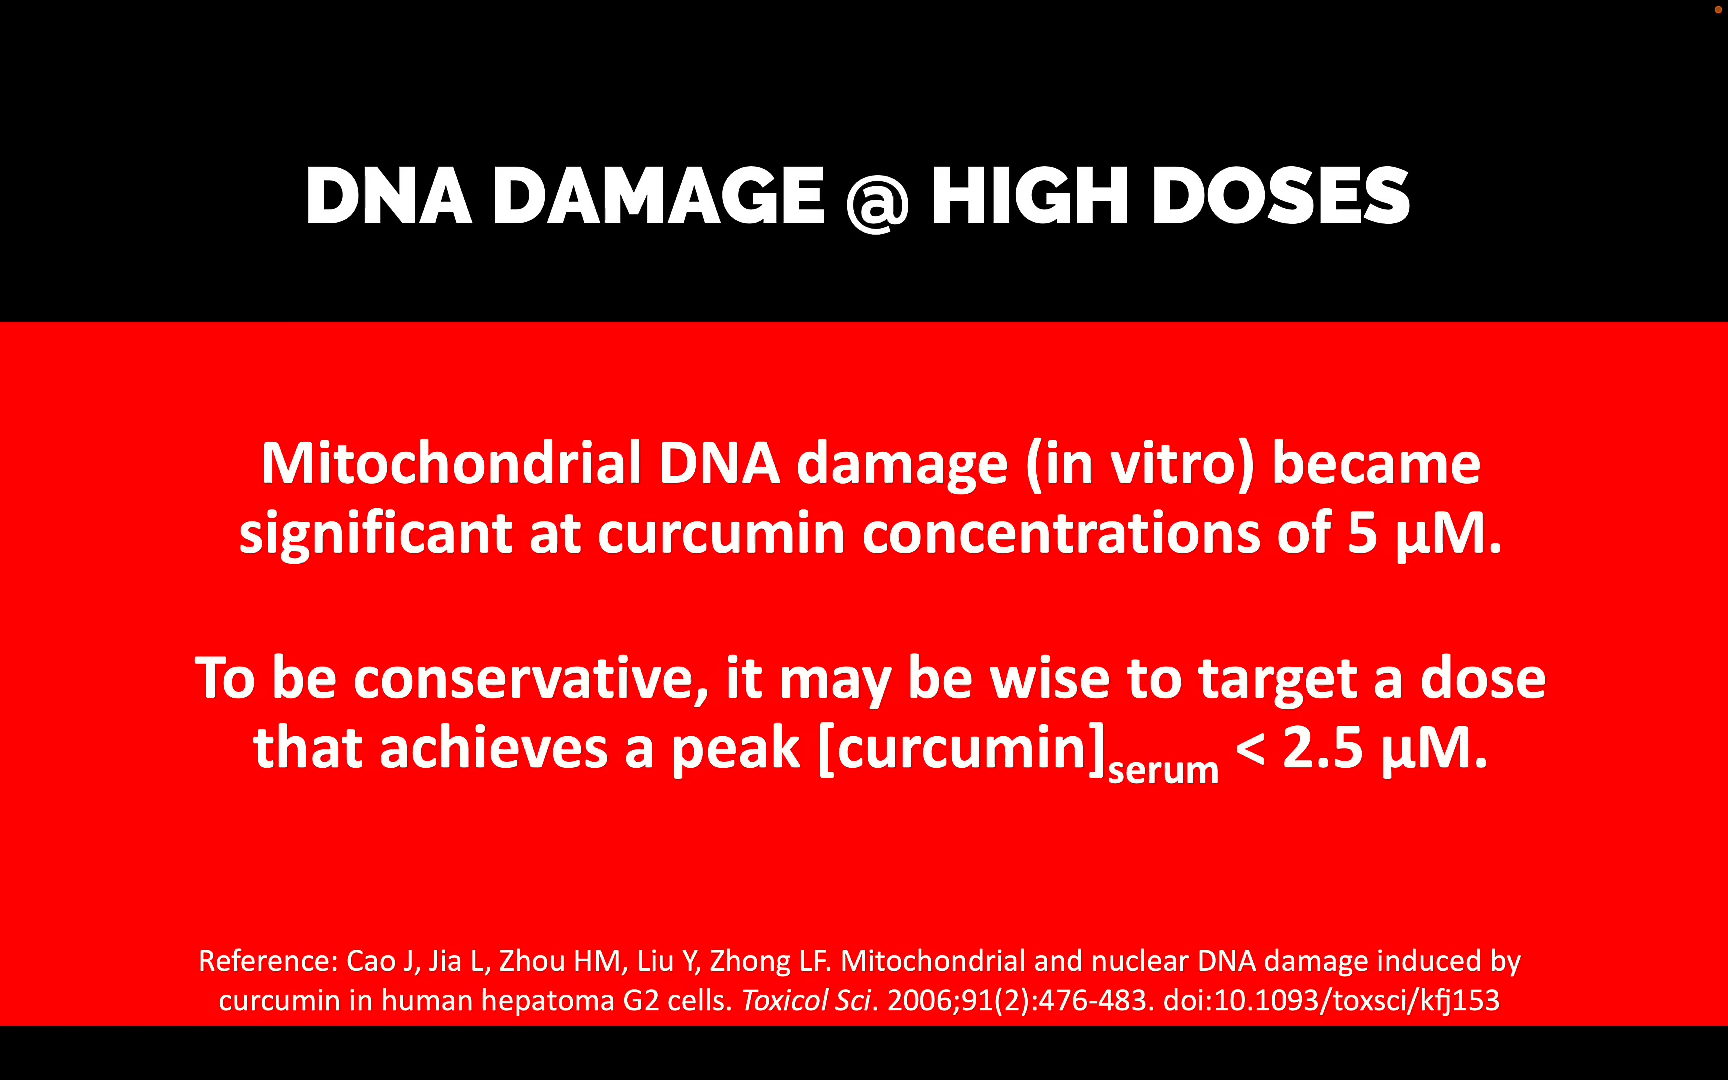 DNA DAMAGE @ HIGH DOSES
Mitochondrial DNA damage (in vitro) became
significant at curcumin concentrations of 5 µM.
To be conservative, it may be wise to target a dose
that achieves a peak [curcumin]serum < 2.5 µM.
Reference: Cao J, Jia L, Zhou HM, Liu Y, Zhong LF. Mitochondrial and nuclear DNA damage induced by
curcumin in human hepatoma G2 cells. Toxicol Sci. 2006;91(2):476-483. doi:10.1093/toxsci/kfj153